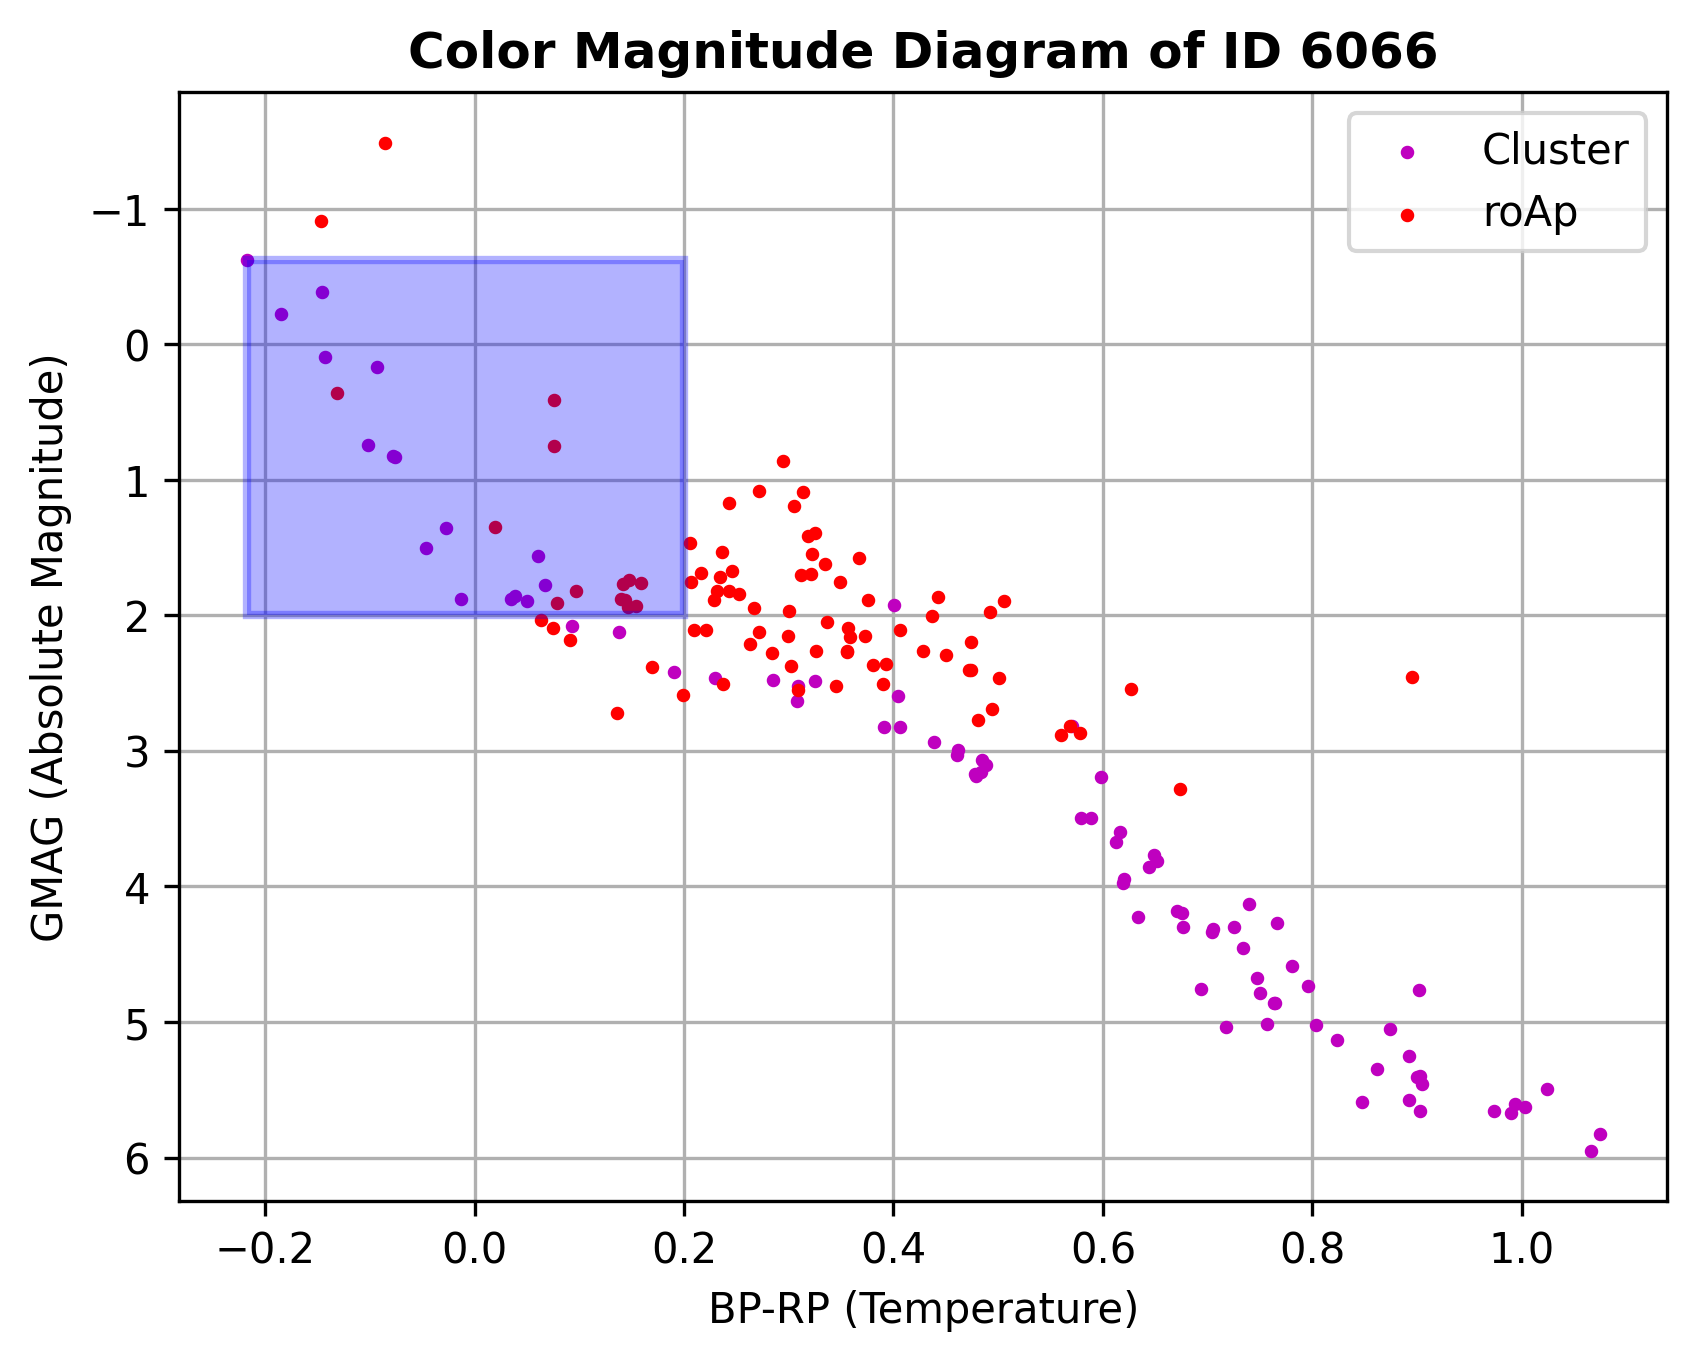 Color Magnitude Diagram of ID 6066
Cluster
roAp
−1
0
1
2
3
4
5
6
GMAG (Absolute Magnitude)
−0.2 0.0 0.2 0.4 0.6 0.8 1.0
BP-RP (Temperature)